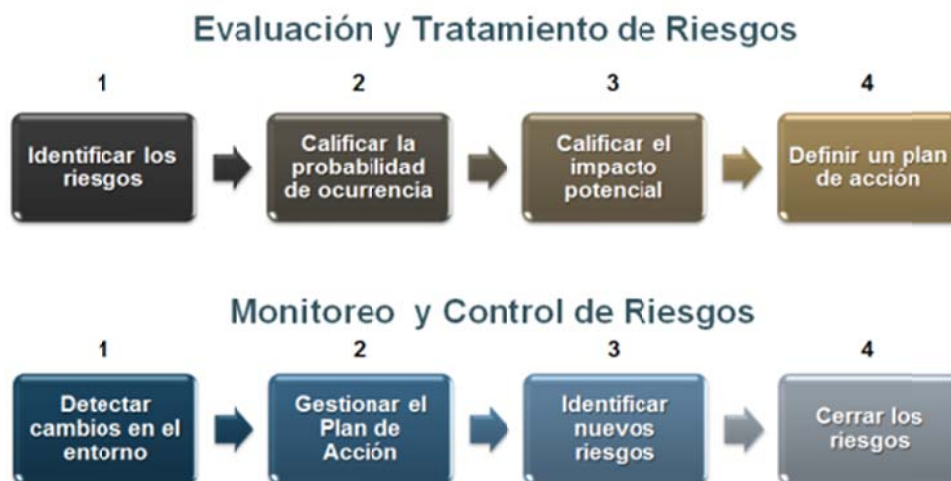 Evaluación y Tratamiento de Riesgos
1
2
3
4
Identificar los
riesgos
Calificar la
probabilidad
de ocurrencia
Calificar el
impacto
potencial
Definir un plan
de acción
Monitoreo y Control de Riesgos
1
2
3
4
Detectar
cambios en el
entorno
Gestionar el
Plan de
Acción
Identificar
nuevos
riesgos
Cerrar los
riesgos